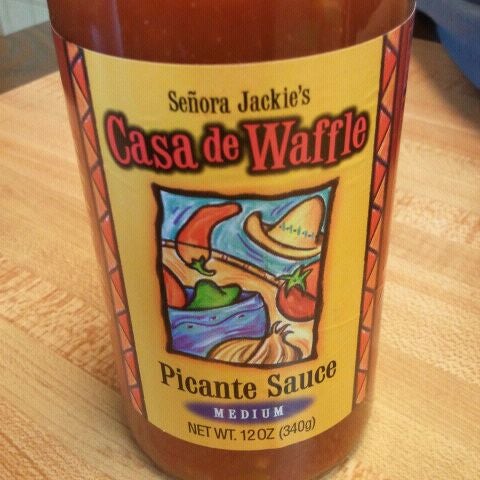 Señora Jackie's
Casa de Waffle
Picante Sauce
MEDIUM
NET WT. 12 OZ (340g)